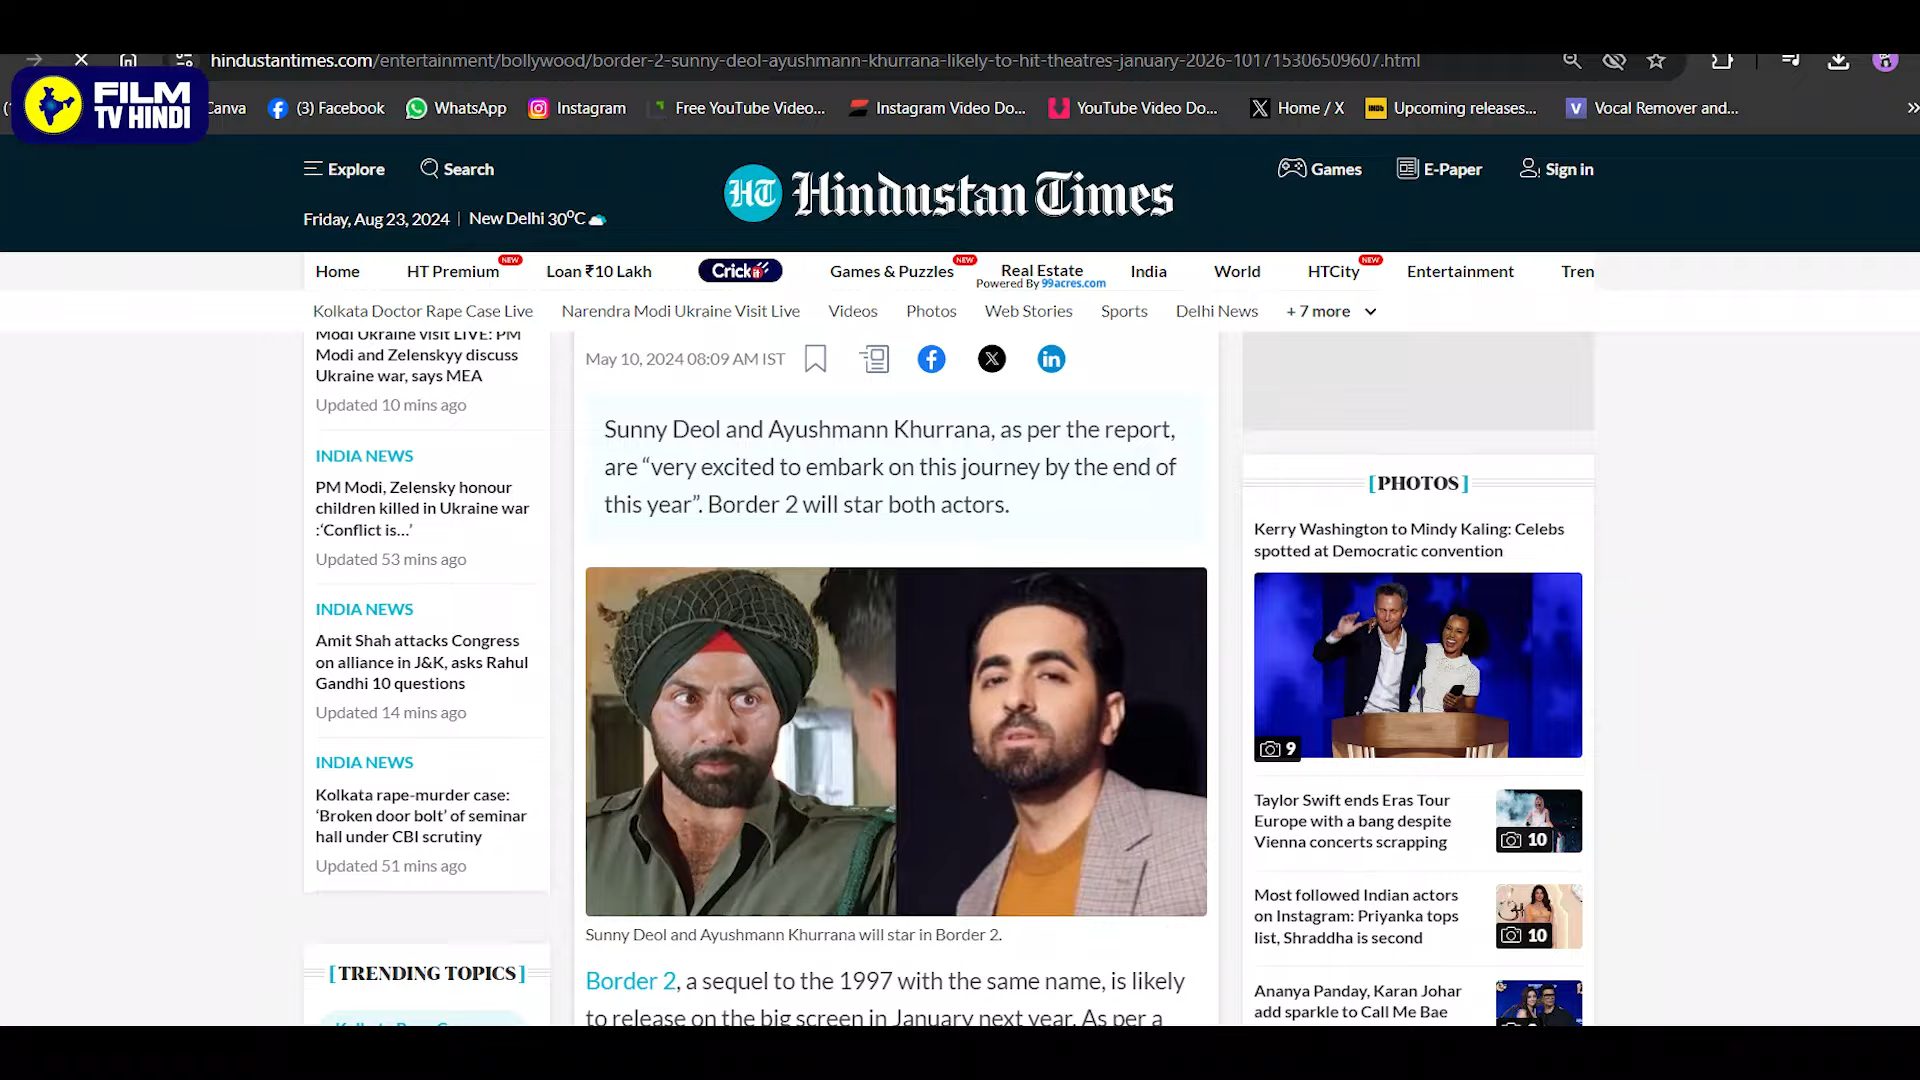 hindustantimes.com/entertainment/bollywood/border-2-sunny-deol-ayushmann-khurrana-likely-to-hit-theatres-january-2026-101715306509607.html
FILM
TV HINDI
Canva
(3) Facebook
WhatsApp
Instagram
Free YouTube Video...
Instagram Video Do...
YouTube Video Do...
Home / X
IMDb
Upcoming releases...
V
Vocal Remover and...
Explore
Search
HT
Hindustan Times
Games
E-Paper
Sign in
Friday, Aug 23, 2024
New Delhi 30°C
Home
HT Premium NEW
Loan ₹10 Lakh
Crickit
Games & Puzzles NEW
Real Estate
Powered By 99acres.com
India
World
HTCity NEW
Entertainment
Tren
Kolkata Doctor Rape Case Live
Narendra Modi Ukraine Visit Live
Videos
Photos
Web Stories
Sports
Delhi News
+ 7 more
Modi Ukraine visit LIVE: PM
Modi and Zelenskyy discuss
Ukraine war, says MEA
Updated 10 mins ago
INDIA NEWS
PM Modi, Zelensky honour
children killed in Ukraine war
:‘Conflict is...’
Updated 53 mins ago
INDIA NEWS
Amit Shah attacks Congress
on alliance in J&K, asks Rahul
Gandhi 10 questions
Updated 14 mins ago
INDIA NEWS
Kolkata rape-murder case:
‘Broken door bolt’ of seminar
hall under CBI scrutiny
Updated 51 mins ago
[TRENDING TOPICS]
May 10, 2024 08:09 AM IST
Sunny Deol and Ayushmann Khurrana, as per the report,
are “very excited to embark on this journey by the end of
this year”. Border 2 will star both actors.
Sunny Deol and Ayushmann Khurrana will star in Border 2.
Border 2, a sequel to the 1997 with the same name, is likely
to release on the big screen in January next year. As per a
[PHOTOS]
Kerry Washington to Mindy Kaling: Celebs
spotted at Democratic convention
9
Taylor Swift ends Eras Tour
Europe with a bang despite
Vienna concerts scrapping
10
Most followed Indian actors
on Instagram: Priyanka tops
list, Shraddha is second
10
Ananya Panday, Karan Johar
add sparkle to Call Me Bae